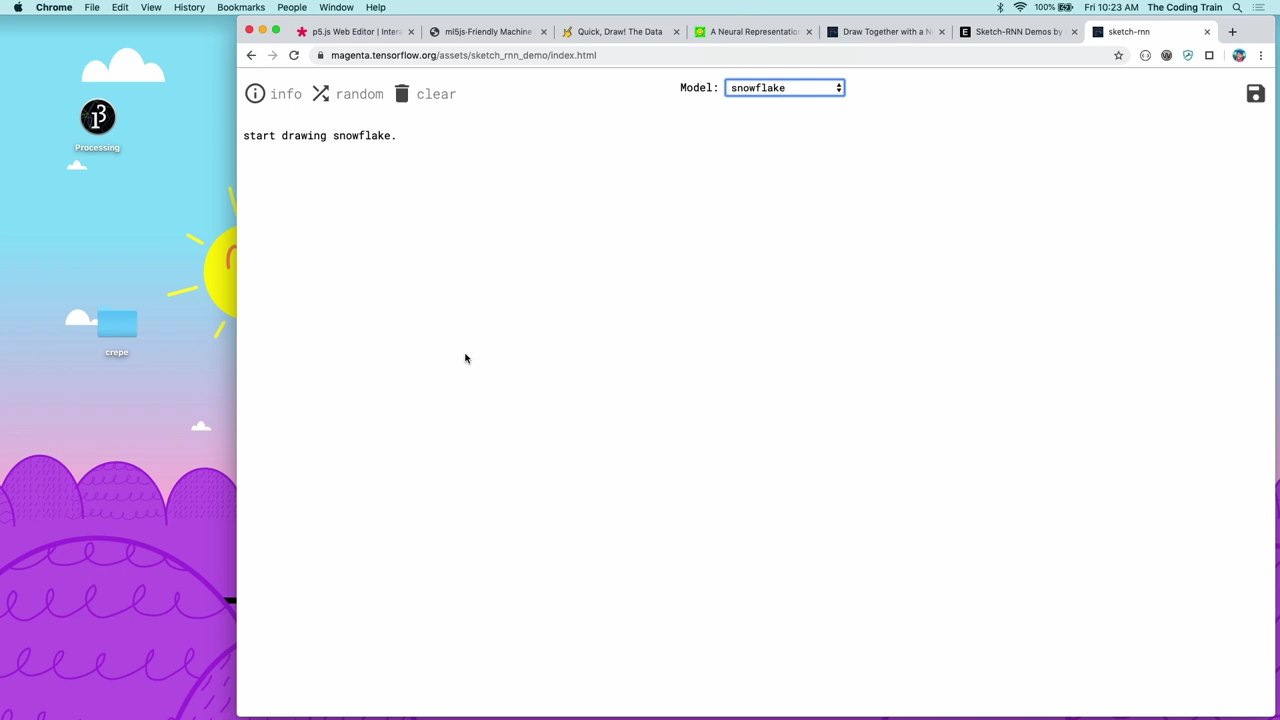 Chrome File Edit View History Bookmarks People Window Help 100% Fri 10:23 AM The Coding Train
p5.js Web Editor | Intera ml5js·Friendly Machine Quick, Draw! The Data A Neural Representatio Draw Together with a N Sketch-RNN Demos by sketch-rnn
magenta.tensorflow.org/assets/sketch_rnn_demo/index.html
info random clear Model: snowflake
start drawing snowflake.
Processing
crepe